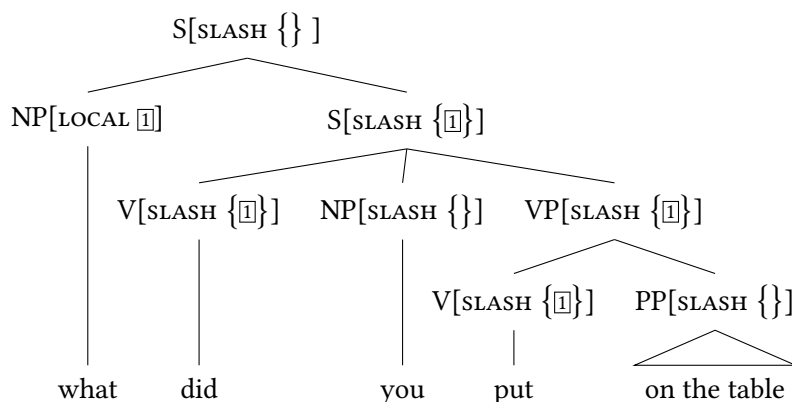 S[SLASH {} ]
NP[LOCAL 1] S[SLASH {1}]
V[SLASH {1}] NP[SLASH {}] VP[SLASH {1}]
V[SLASH {1}] PP[SLASH {}]
what did you put on the table